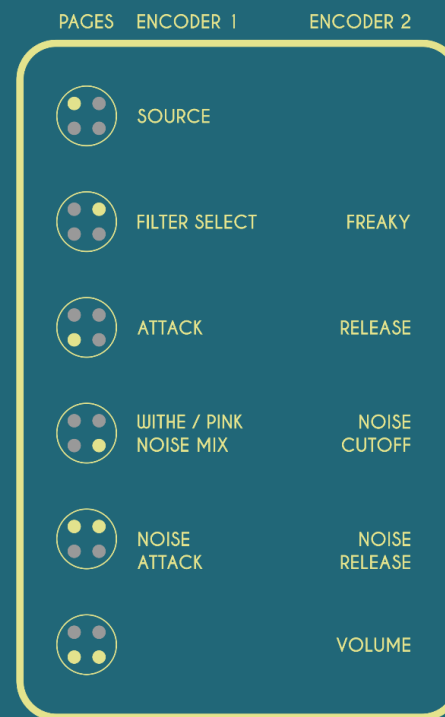 PAGES ENCODER 1 ENCODER 2
SOURCE
FILTER SELECT FREAKY
ATTACK RELEASE
WITHE / PINK NOISE
NOISE MIX CUTOFF
NOISE NOISE
ATTACK RELEASE
VOLUME